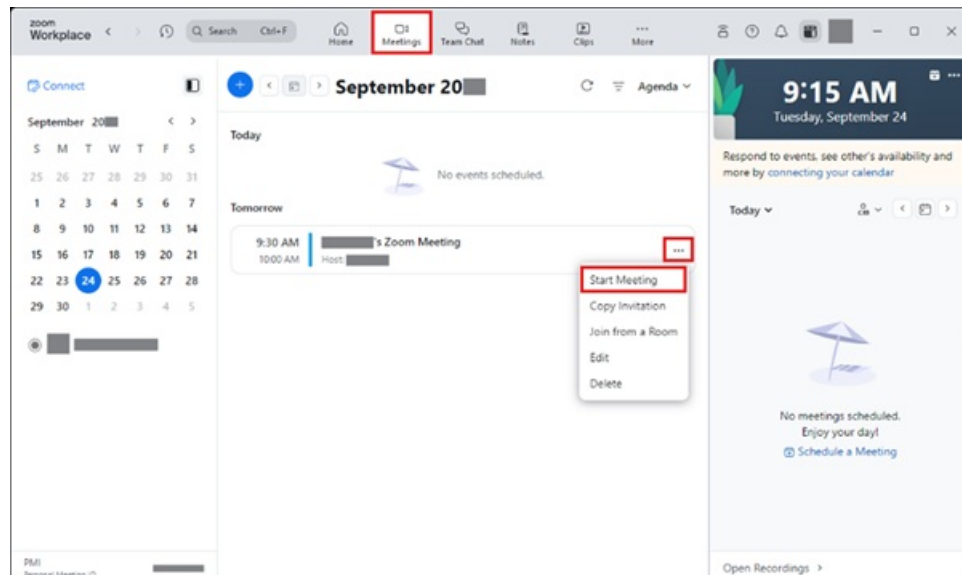 zoom
Workplace
Search Ctrl+F
Home
Meetings
Team Chat
Notes
Clips
More
Connect
September 20
S M T W T F S
25 26 27 28 29 30 31
1 2 3 4 5 6 7
8 9 10 11 12 13 14
15 16 17 18 19 20 21
22 23 24 25 26 27 28
29 30 1 2 3 4 5
PMI
Personal Meeting ID
September 20
Agenda
Today
No events scheduled.
Tomorrow
9:30 AM 's Zoom Meeting
10:00 AM Host:
Start Meeting
Copy Invitation
Join from a Room
Edit
Delete
9:15 AM
Tuesday, September 24
Respond to events, see other's availability and
more by connecting your calendar
Today
No meetings scheduled.
Enjoy your day!
Schedule a Meeting
Open Recordings